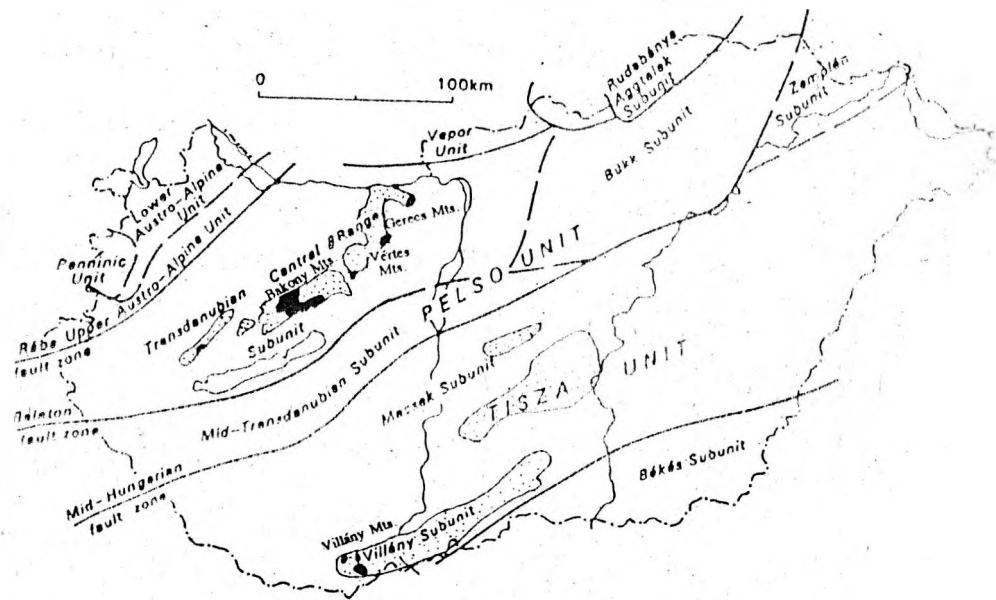 0 100km
Vepor
Unit
Rudabánya
Aggtelek
Subunit
Zemplén
Subunit
Bükk Subunit
Lower
Austro-Alpine
Unit
Penninic
Unit
Upper Austro-Alpine Unit
Rába
fault zone
Transdanubian Central Range
Subunit
Gerecs Mts.
Vértes
Mts.
Bakony Mts.
PELSO UNIT
Balaton
fault zone
Mid-Transdanubian Subunit
Mid-Hungarian
fault zone
Mecsek Subunit
TISZA UNIT
Békés Subunit
Villány Mts.
Villány Subunit